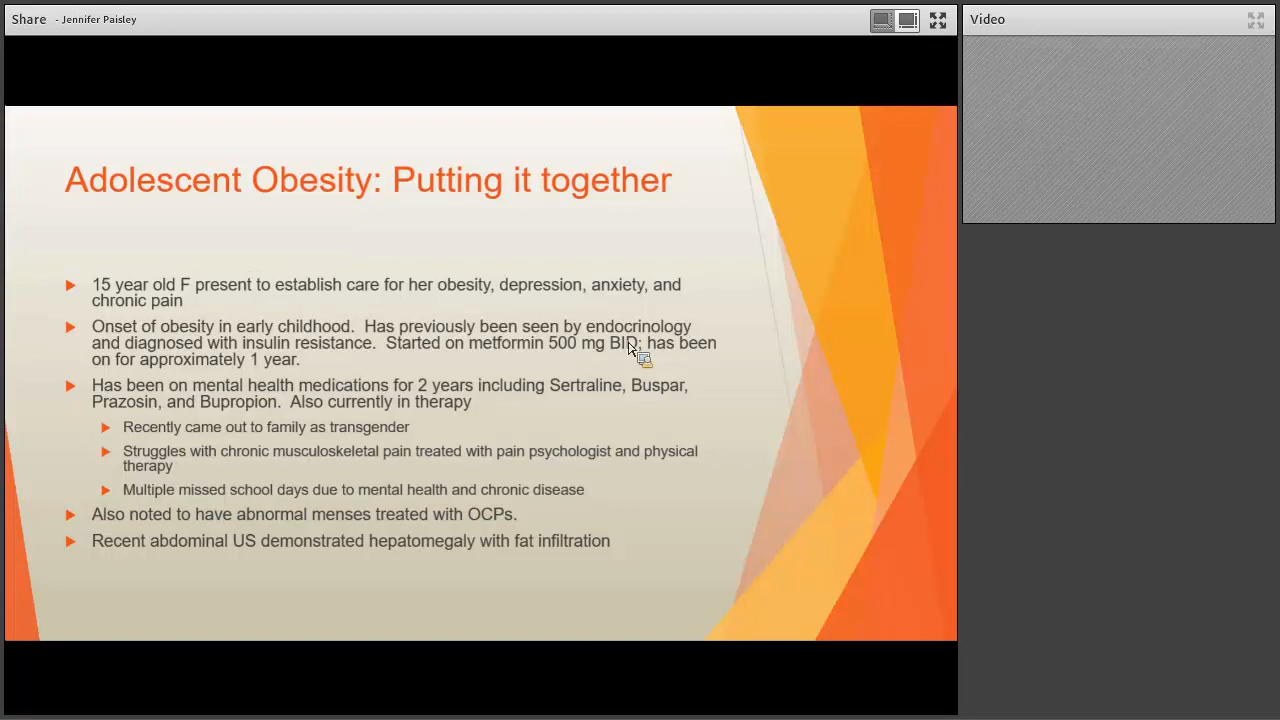 Share - Jennifer Paisley
Video
Adolescent Obesity: Putting it together
15 year old F present to establish care for her obesity, depression, anxiety, and
chronic pain
Onset of obesity in early childhood. Has previously been seen by endocrinology
and diagnosed with insulin resistance. Started on metformin 500 mg BID; has been
on for approximately 1 year.
Has been on mental health medications for 2 years including Sertraline, Buspar,
Prazosin, and Bupropion. Also currently in therapy
Recently came out to family as transgender
Struggles with chronic musculoskeletal pain treated with pain psychologist and physical
therapy
Multiple missed school days due to mental health and chronic disease
Also noted to have abnormal menses treated with OCPs.
Recent abdominal US demonstrated hepatomegaly with fat infiltration